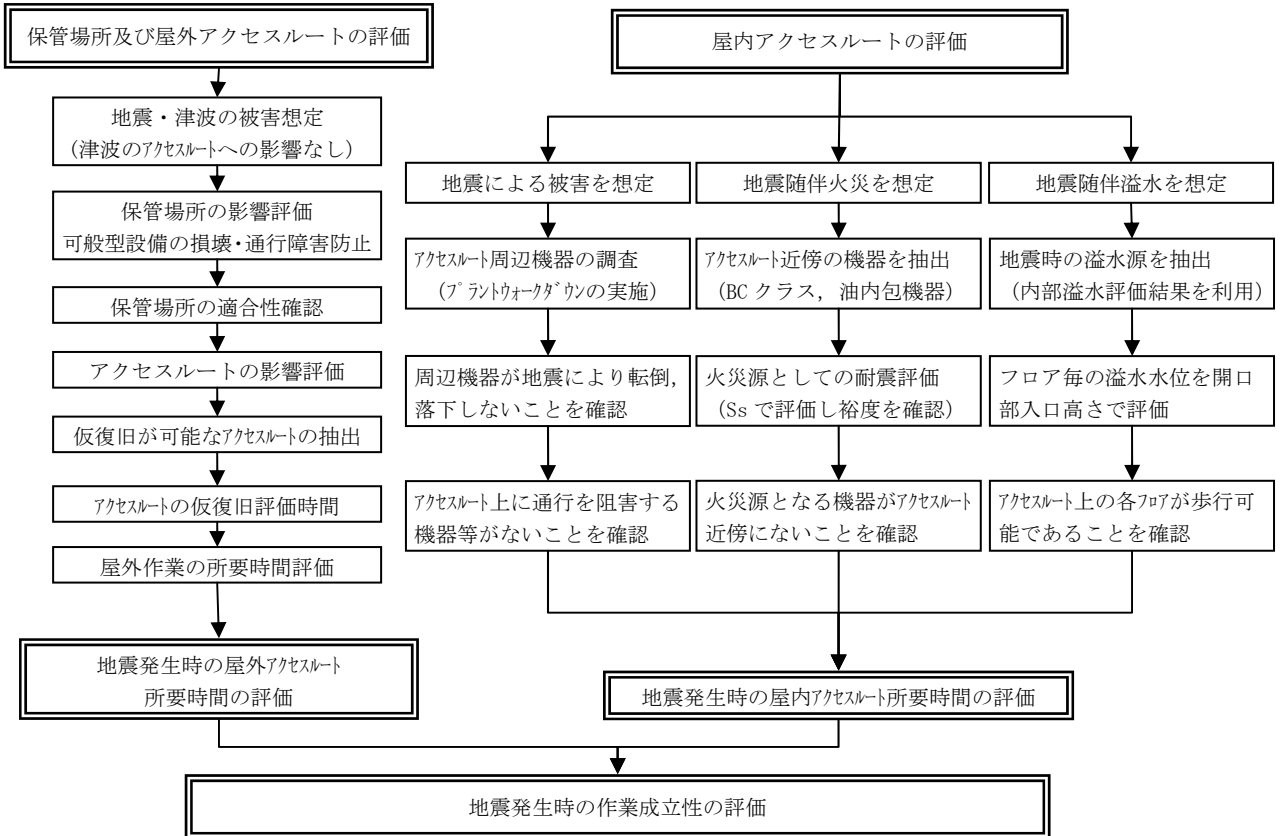 保管場所及び屋外アクセスルートの評価
地震・津波の被害想定
(津波のｱｸｾｽﾙｰﾄへの影響なし)
保管場所の影響評価
可般型設備の損壊・通行障害防止
保管場所の適合性確認
アクセスルートの影響評価
仮復旧が可能なｱｸｾｽﾙｰﾄの抽出
ｱｸｾｽﾙｰﾄの仮復旧評価時間
屋外作業の所要時間評価
地震発生時の屋外ｱｸｾｽﾙｰﾄ
所要時間の評価
屋内アクセスルートの評価
地震による被害を想定
ｱｸｾｽﾙｰﾄ周辺機器の調査
(ﾌﾟﾗﾝﾄｳｫｰｸﾀﾞｳﾝの実施)
周辺機器が地震により転倒，
落下しないことを確認
ｱｸｾｽﾙｰﾄ上に通行を阻害する
機器等がないことを確認
地震随伴火災を想定
ｱｸｾｽﾙｰﾄ近傍の機器を抽出
(BC クラス，油内包機器)
火災源としての耐震評価
(Ss で評価し裕度を確認)
火災源となる機器がｱｸｾｽﾙｰﾄ
近傍にないことを確認
地震随伴溢水を想定
地震時の溢水源を抽出
(内部溢水評価結果を利用)
フロア毎の溢水水位を開口
部入口高さで評価
ｱｸｾｽﾙｰﾄ上の各ﾌﾛｱが歩行可
能であることを確認
地震発生時の屋内ｱｸｾｽﾙｰﾄ所要時間の評価
地震発生時の作業成立性の評価